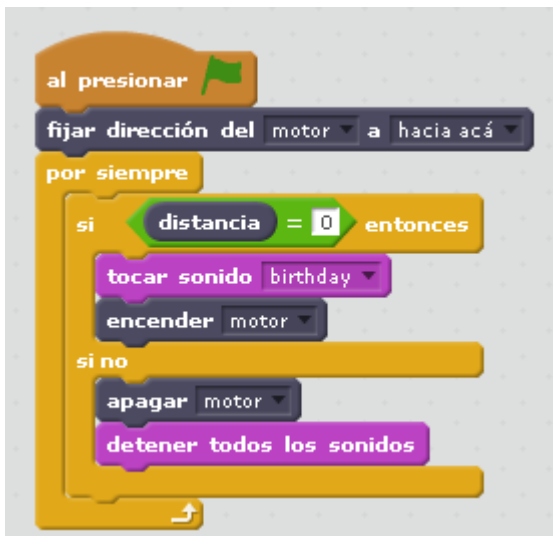 al presionar
fijar dirección del motor a hacia acá
por siempre
si distancia = 0 entonces
tocar sonido birthday
encender motor
si no
apagar motor
detener todos los sonidos